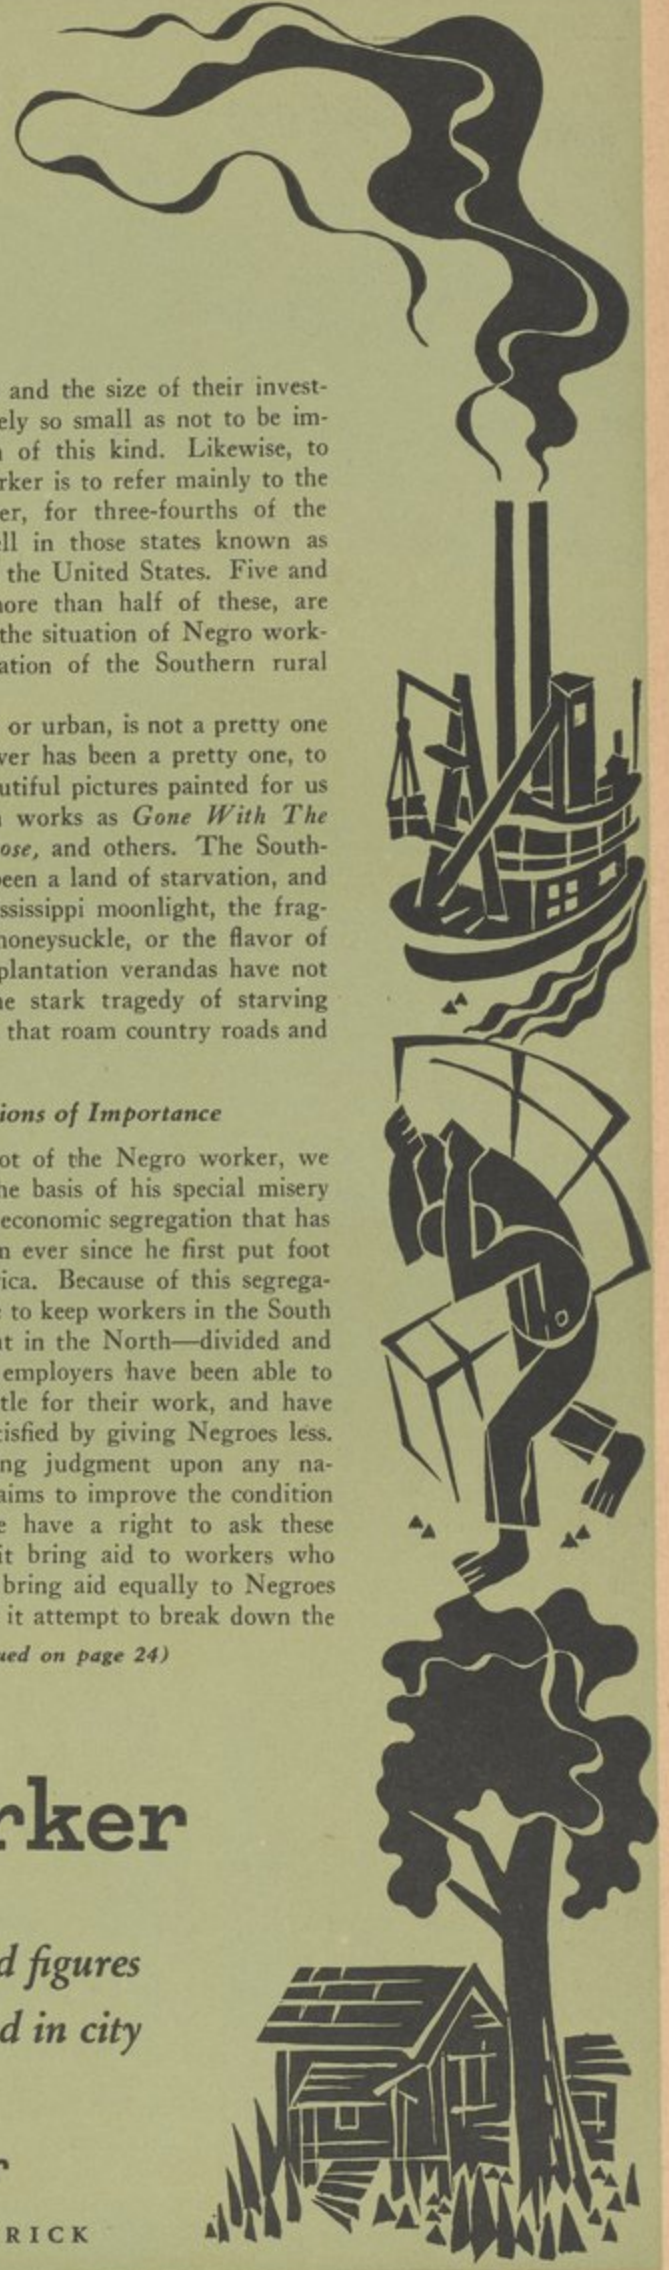 and the size of their invest-
ely so small as not to be im-
of this kind. Likewise, to
rker is to refer mainly to the
er, for three-fourths of the
ell in those states known as
the United States. Five and
more than half of these, are
the situation of Negro work-
ation of the Southern rural
or urban, is not a pretty one
ver has been a pretty one, to
utiful pictures painted for us
works as Gone With The
ose, and others. The South-
been a land of starvation, and
ssissippi moonlight, the frag-
honeysuckle, or the flavor of
plantation verandas have not
ne stark tragedy of starving
that roam country roads and
ions of Importance
ot of the Negro worker, we
he basis of his special misery
economic segregation that has
n ever since he first put foot
ica. Because of this segrega-
e to keep workers in the South
ut in the North—divided and
employers have been able to
ttle for their work, and have
tisfied by giving Negroes less.
ing judgment upon any na-
aims to improve the condition
e have a right to ask these
it bring aid to workers who
bring aid equally to Negroes
it attempt to break down the
ued on page 24)
rker
d figures
d in city
r
RICK